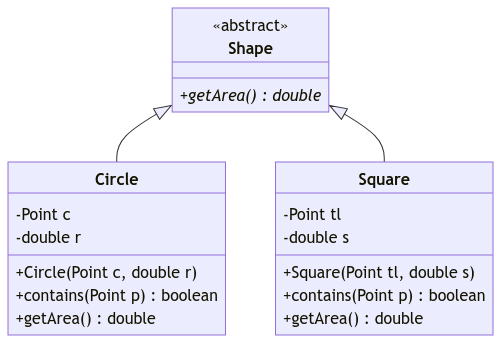 «abstract»
Shape
+getArea() : double
Circle
-Point c
-double r
+Circle(Point c, double r)
+contains(Point p) : boolean
+getArea() : double
Square
-Point tl
-double s
+Square(Point tl, double s)
+contains(Point p) : boolean
+getArea() : double